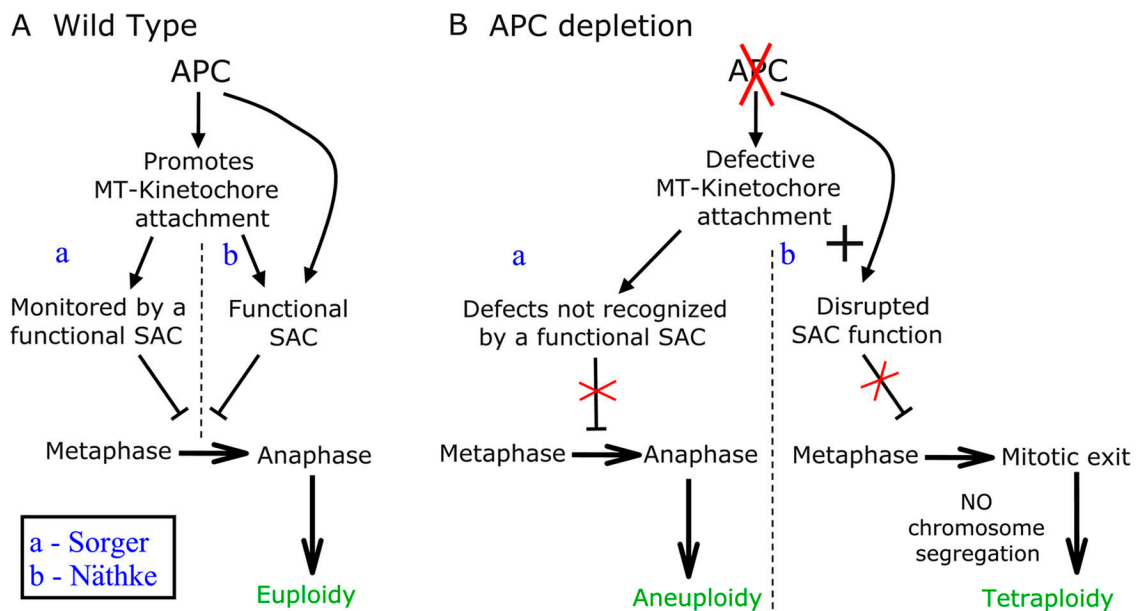 A Wild Type
APC
Promotes
MT-Kinetochore
attachment
a
b
Monitored by a
functional SAC
Functional
SAC
Metaphase
Anaphase
Euploidy
a - Sorger
b - Näthke
B APC depletion
APC
Defective
MT-Kinetochore
attachment
+
a
b
Defects not recognized
by a functional SAC
Disrupted
SAC function
Metaphase
Anaphase
Aneuploidy
Metaphase
Mitotic exit
NO
chromosome
segregation
Tetraploidy